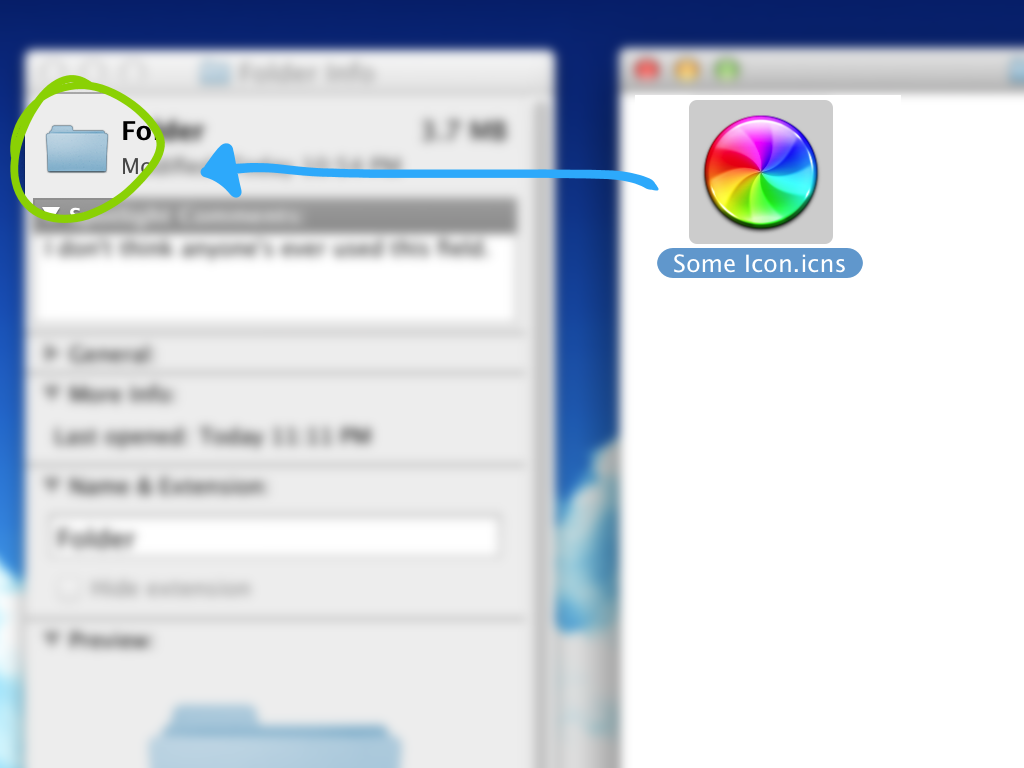 Folder Info
Folder 3.7 MB
Modified: Today 10:54 PM
Spotlight Comments:
I don't think anyone's ever used this field.
General:
More Info:
Last opened: Today 11:11 PM
Name & Extension:
Folder
Hide extension
Preview:
Some Icon.icns